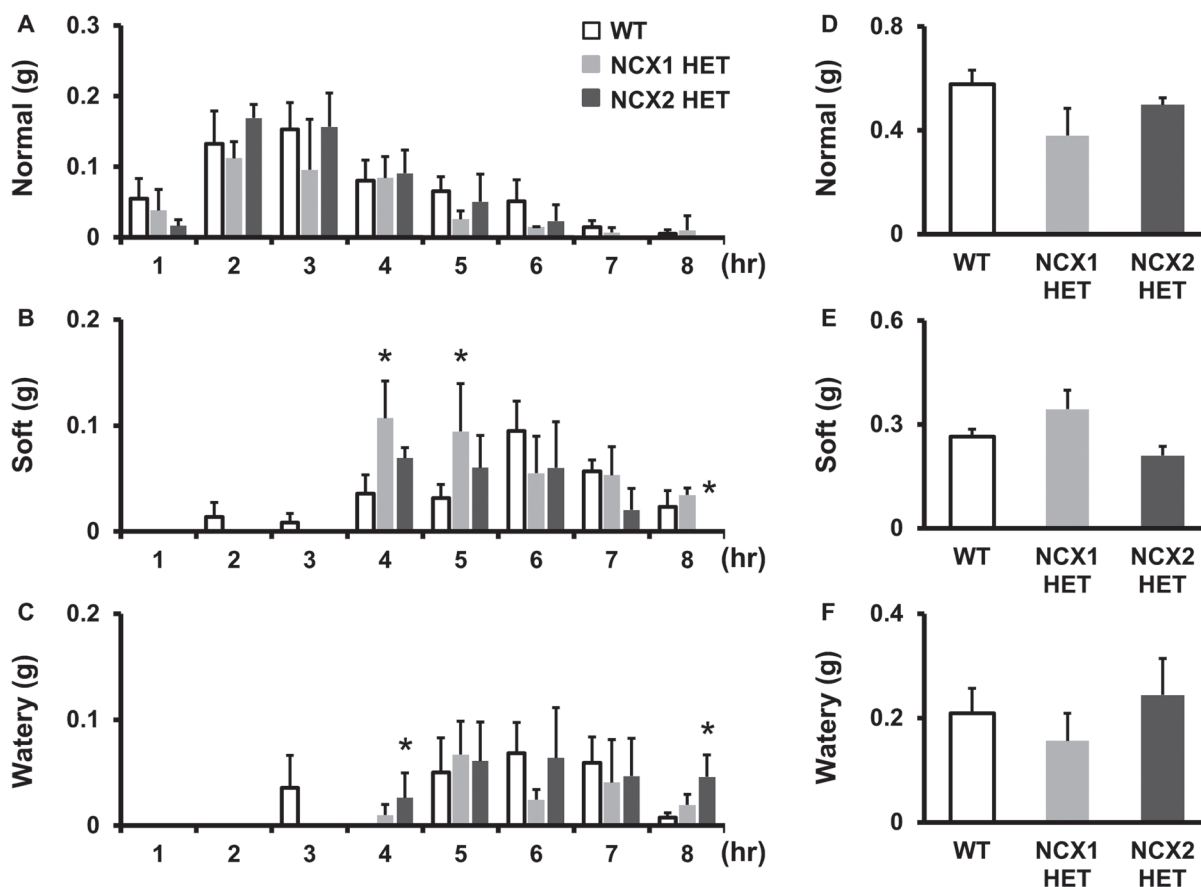 A
Normal (g)
0.3
0.2
0.1
0
WT
NCX1 HET
NCX2 HET
1 2 3 4 5 6 7 8 (hr)
B
Soft (g)
0.2
0.1
0
* * *
1 2 3 4 5 6 7 8 (hr)
C
Watery (g)
0.2
0.1
0
* *
1 2 3 4 5 6 7 8 (hr)
D
Normal (g)
0.8
0.4
0
WT NCX1 NCX2
HET HET
E
Soft (g)
0.6
0.3
0
WT NCX1 NCX2
HET HET
F
Watery (g)
0.4
0.2
0
WT NCX1 NCX2
HET HET